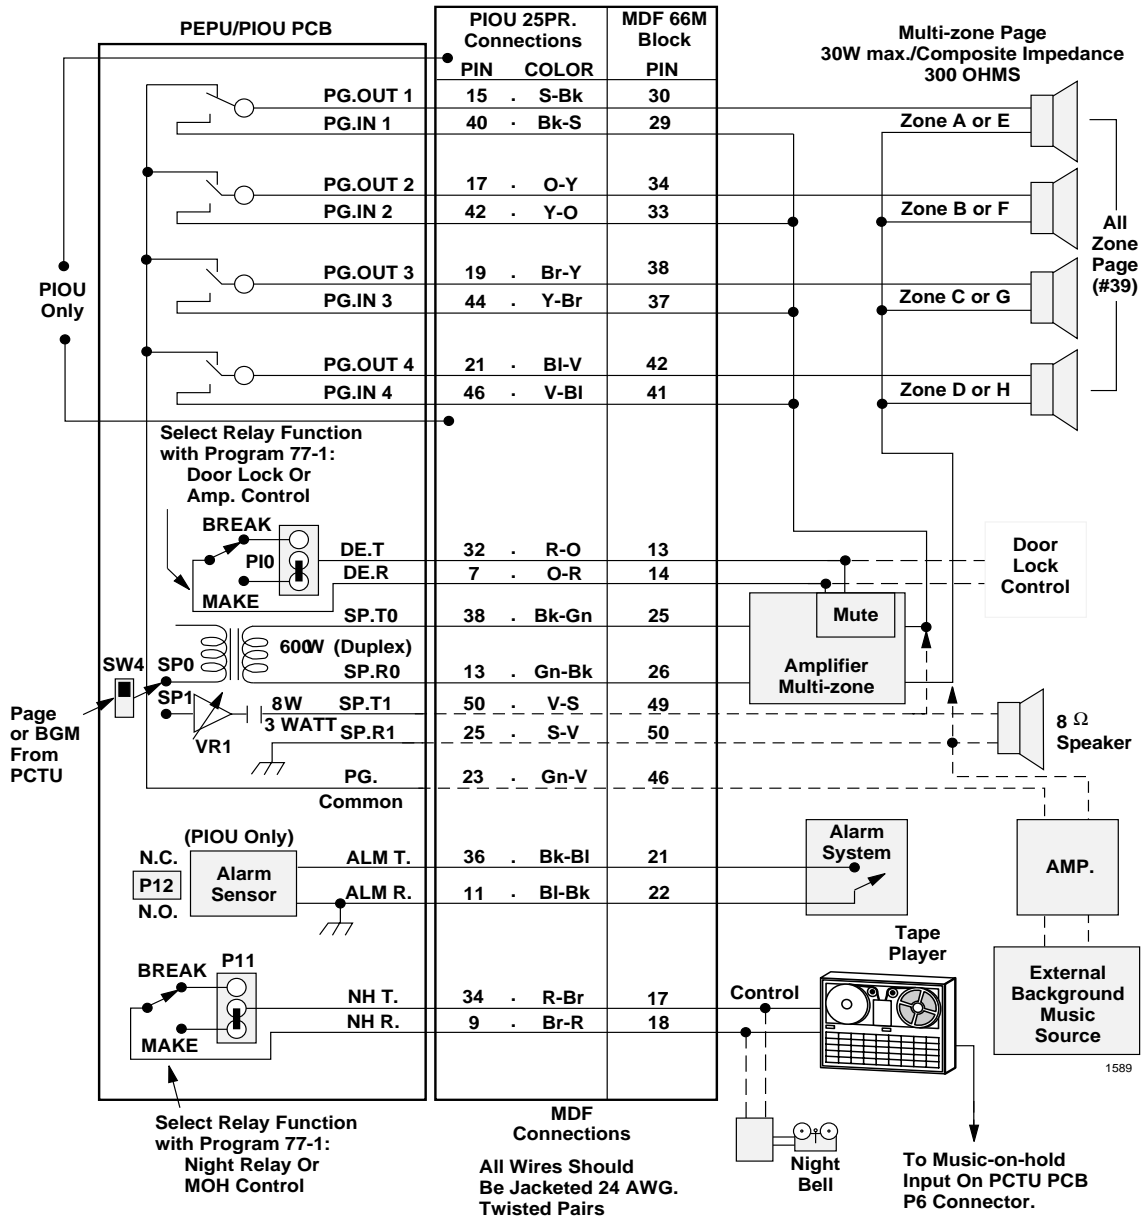 PEPU/PIOU PCB
PIOU 25PR.
Connections
MDF 66M
Block
PIN COLOR PIN
Multi-zone Page
30W max./Composite Impedance
300 OHMS
PG.OUT 1 15 . S-Bk 30
PG.IN 1 40 . Bk-S 29
Zone A or E
PG.OUT 2 17 . O-Y 34
PG.IN 2 42 . Y-O 33
Zone B or F
All
Zone
Page
(#39)
PG.OUT 3 19 . Br-Y 38
PG.IN 3 44 . Y-Br 37
Zone C or G
PIOU
Only
PG.OUT 4 21 . Bl-V 42
PG.IN 4 46 . V-Bl 41
Zone D or H
Select Relay Function
with Program 77-1:
Door Lock Or
Amp. Control
BREAK
PI0
MAKE
DE.T 32 . R-O 13
DE.R 7 . O-R 14
Door
Lock
Control
SP.T0 38 . Bk-Gn 25
Mute
600W (Duplex)
SP.R0 13 . Gn-Bk 26
Amplifier
Multi-zone
SW4 SP0
SP1
8W SP.T1 50 . V-S 49
3 WATT SP.R1 25 . S-V 50
VR1
Page
or BGM
From
PCTU
8 Ω
Speaker
PG. 23 . Gn-V 46
Common
(PIOU Only)
N.C.
P12
N.O.
Alarm
Sensor
ALM T. 36 . Bk-Bl 21
ALM R. 11 . Bl-Bk 22
Alarm
System
AMP.
Tape
Player
BREAK P11
MAKE
NH T. 34 . R-Br 17
NH R. 9 . Br-R 18
Control
External
Background
Music
Source
1589
Select Relay Function
with Program 77-1:
Night Relay Or
MOH Control
MDF
Connections
All Wires Should
Be Jacketed 24 AWG.
Twisted Pairs
Night
Bell
To Music-on-hold
Input On PCTU PCB
P6 Connector.